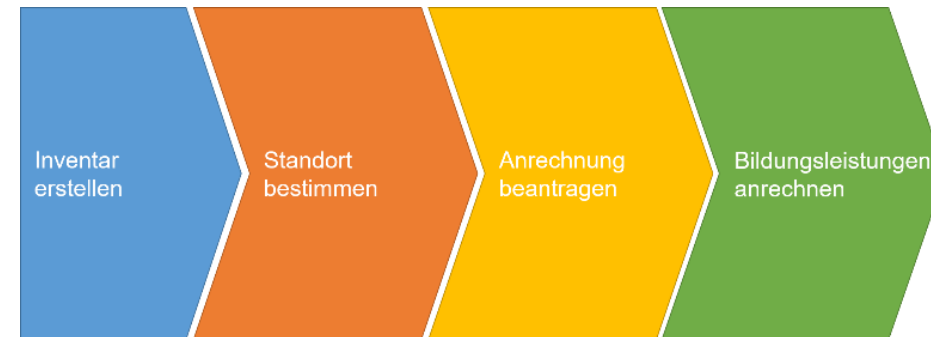 Inventar
erstellen
Standort
bestimmen
Anrechnung
beantragen
Bildungsleistungen
anrechnen